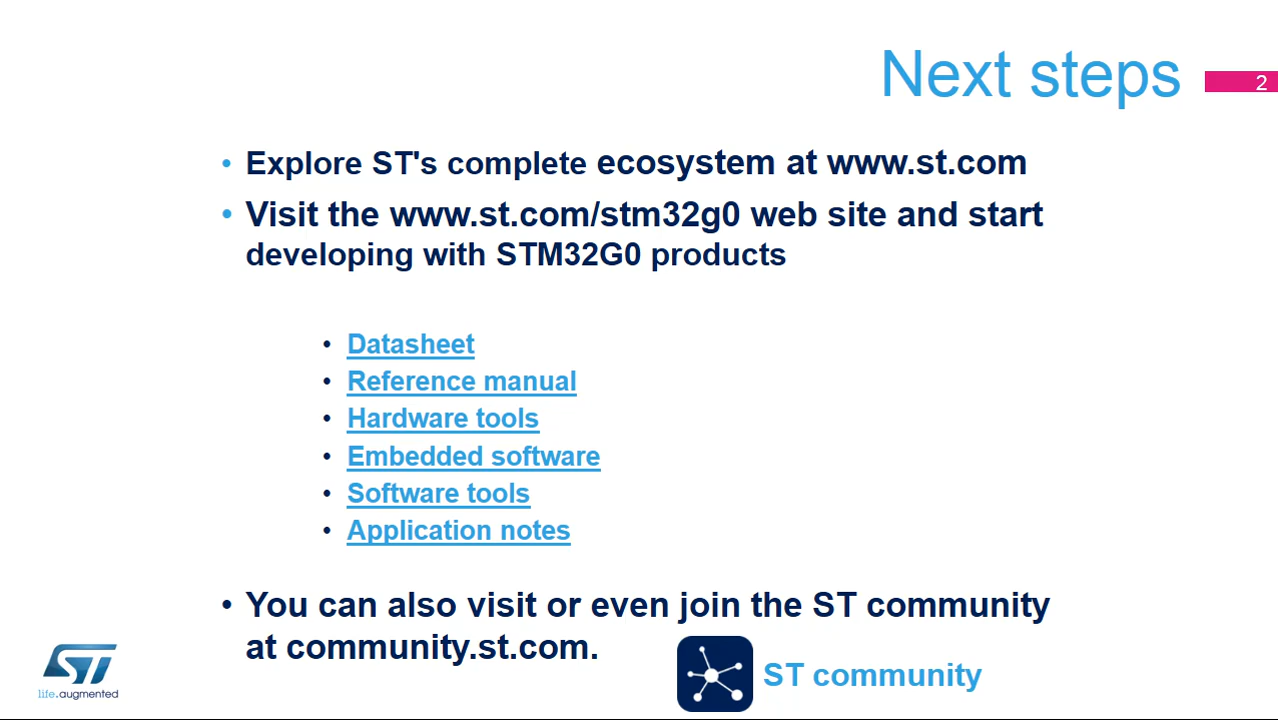 Next steps
2
• Explore ST's complete ecosystem at www.st.com
• Visit the www.st.com/stm32g0 web site and start
developing with STM32G0 products
• Datasheet
• Reference manual
• Hardware tools
• Embedded software
• Software tools
• Application notes
• You can also visit or even join the ST community
at community.st.com.
ST
life.augmented
ST community